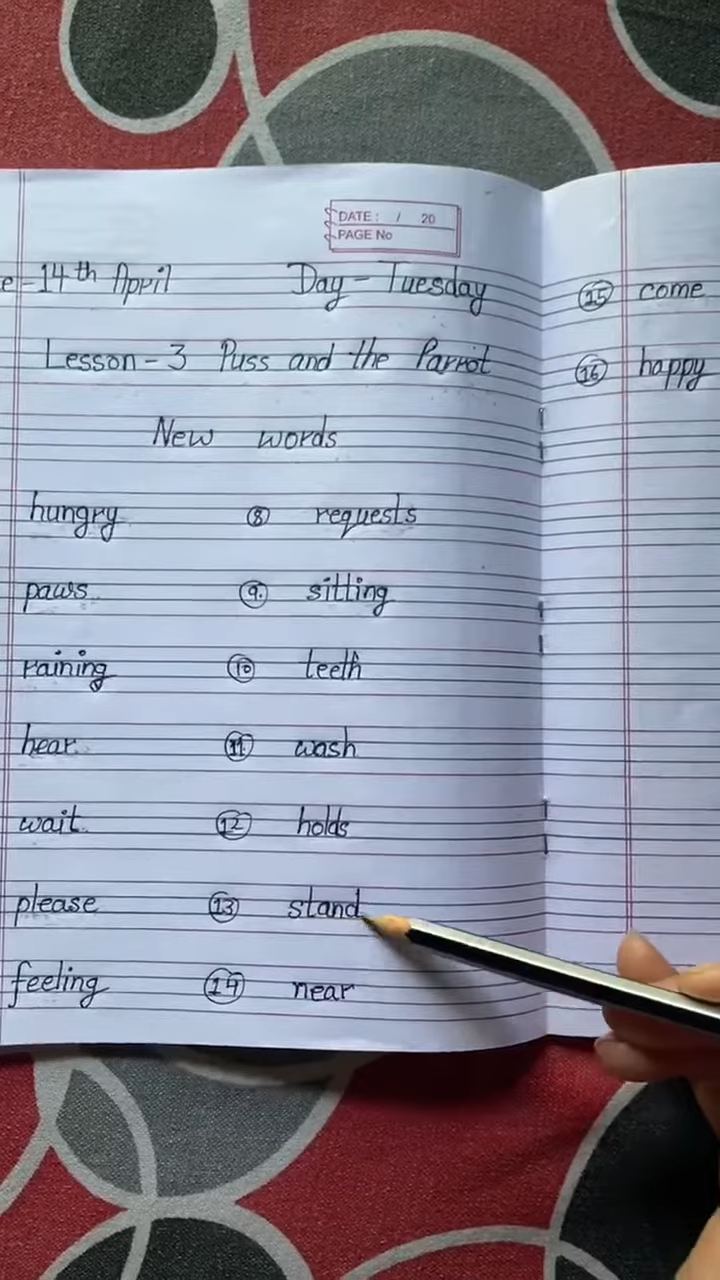 DATE: / 20
PAGE No
e-14th April Day-Tuesday
Lesson-3 Puss and the Parrot
New words
hungry 8 requests
paws 9. sitting
raining 10 teeth
hear 11 wash
wait 12 holds
please 13 stand
feeling 14 near
15 come
16 happy